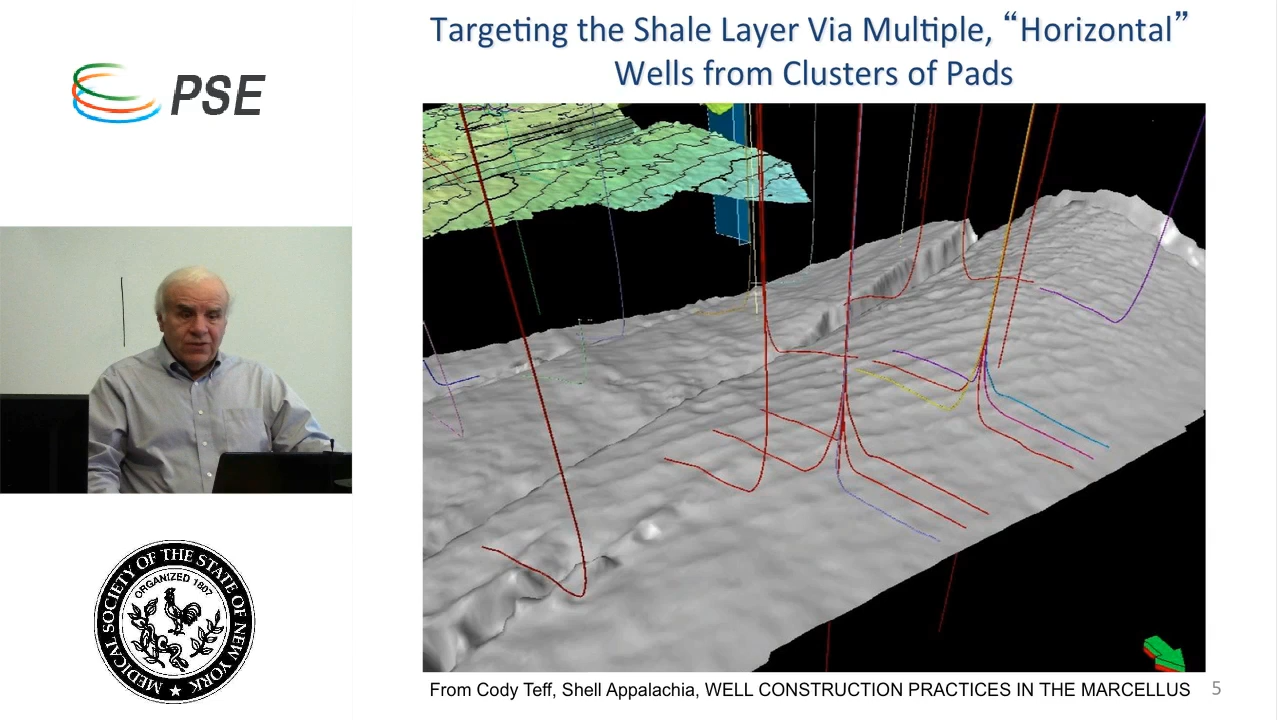 Targeting the Shale Layer Via Multiple, “Horizontal”
Wells from Clusters of Pads
PSE
MEDICAL SOCIETY OF THE STATE OF NEW YORK
ORGANIZED 1807
From Cody Teff, Shell Appalachia, WELL CONSTRUCTION PRACTICES IN THE MARCELLUS
5